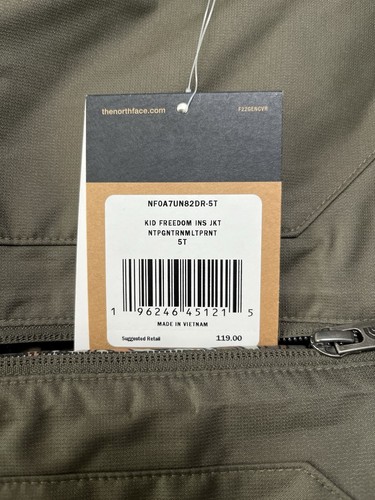 thenorthface.com
F22GENCVR
NF0A7UN82DR-5T
KID FREEDOM INS JKT
NTPGNTRNMLTPRNT
5T
1 96246 45121 5
MADE IN VIETNAM
Suggested Retail 119.00